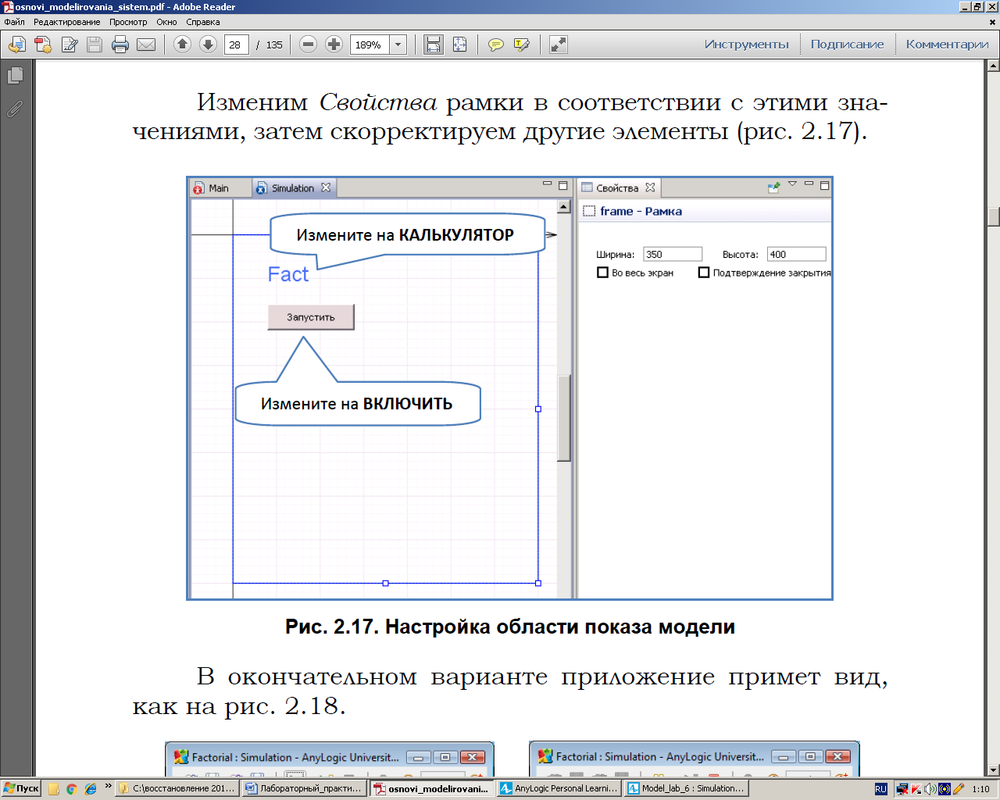 osnovi_modelirovania_sistem.pdf - Adobe Reader
Файл Редактирование Просмотр Окно Справка
28 / 135 189% Инструменты Подписание Комментарии
Изменим Свойства рамки в соответствии с этими зна-
чениями, затем скорректируем другие элементы (рис. 2.17).
Main Simulation
Свойства
frame - Рамка
Измените на КАЛЬКУЛЯТОР
Ширина: 350 Высота: 400
Во весь экран Подтверждение закрытия
Fact
Запустить
Измените на ВКЛЮЧИТЬ
Рис. 2.17. Настройка области показа модели
В окончательном варианте приложение примет вид,
как на рис. 2.18.
Factorial : Simulation - AnyLogic Universit...
Factorial : Simulation - AnyLogic Universit...
Пуск » C:\восстановление 201... Лабораторный_практи... osnovi_modelirovani... AnyLogic Personal Learni... Model_lab_6 : Simulation... RU 1:10